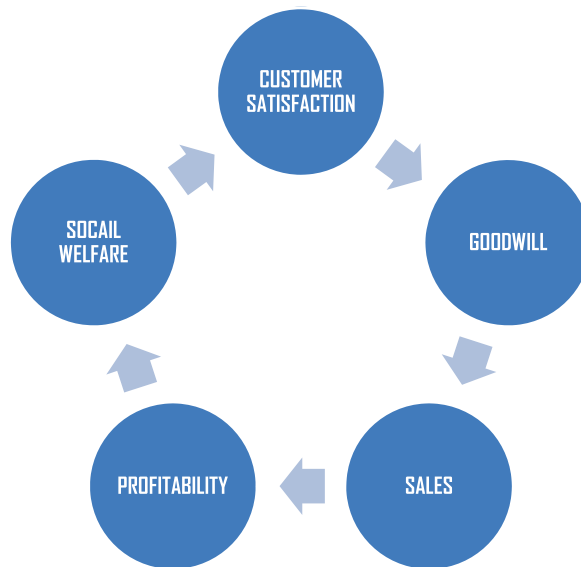 CUSTOMER
SATISFACTION
GOODWILL
SALES
PROFITABILITY
SOCAIL
WELFARE